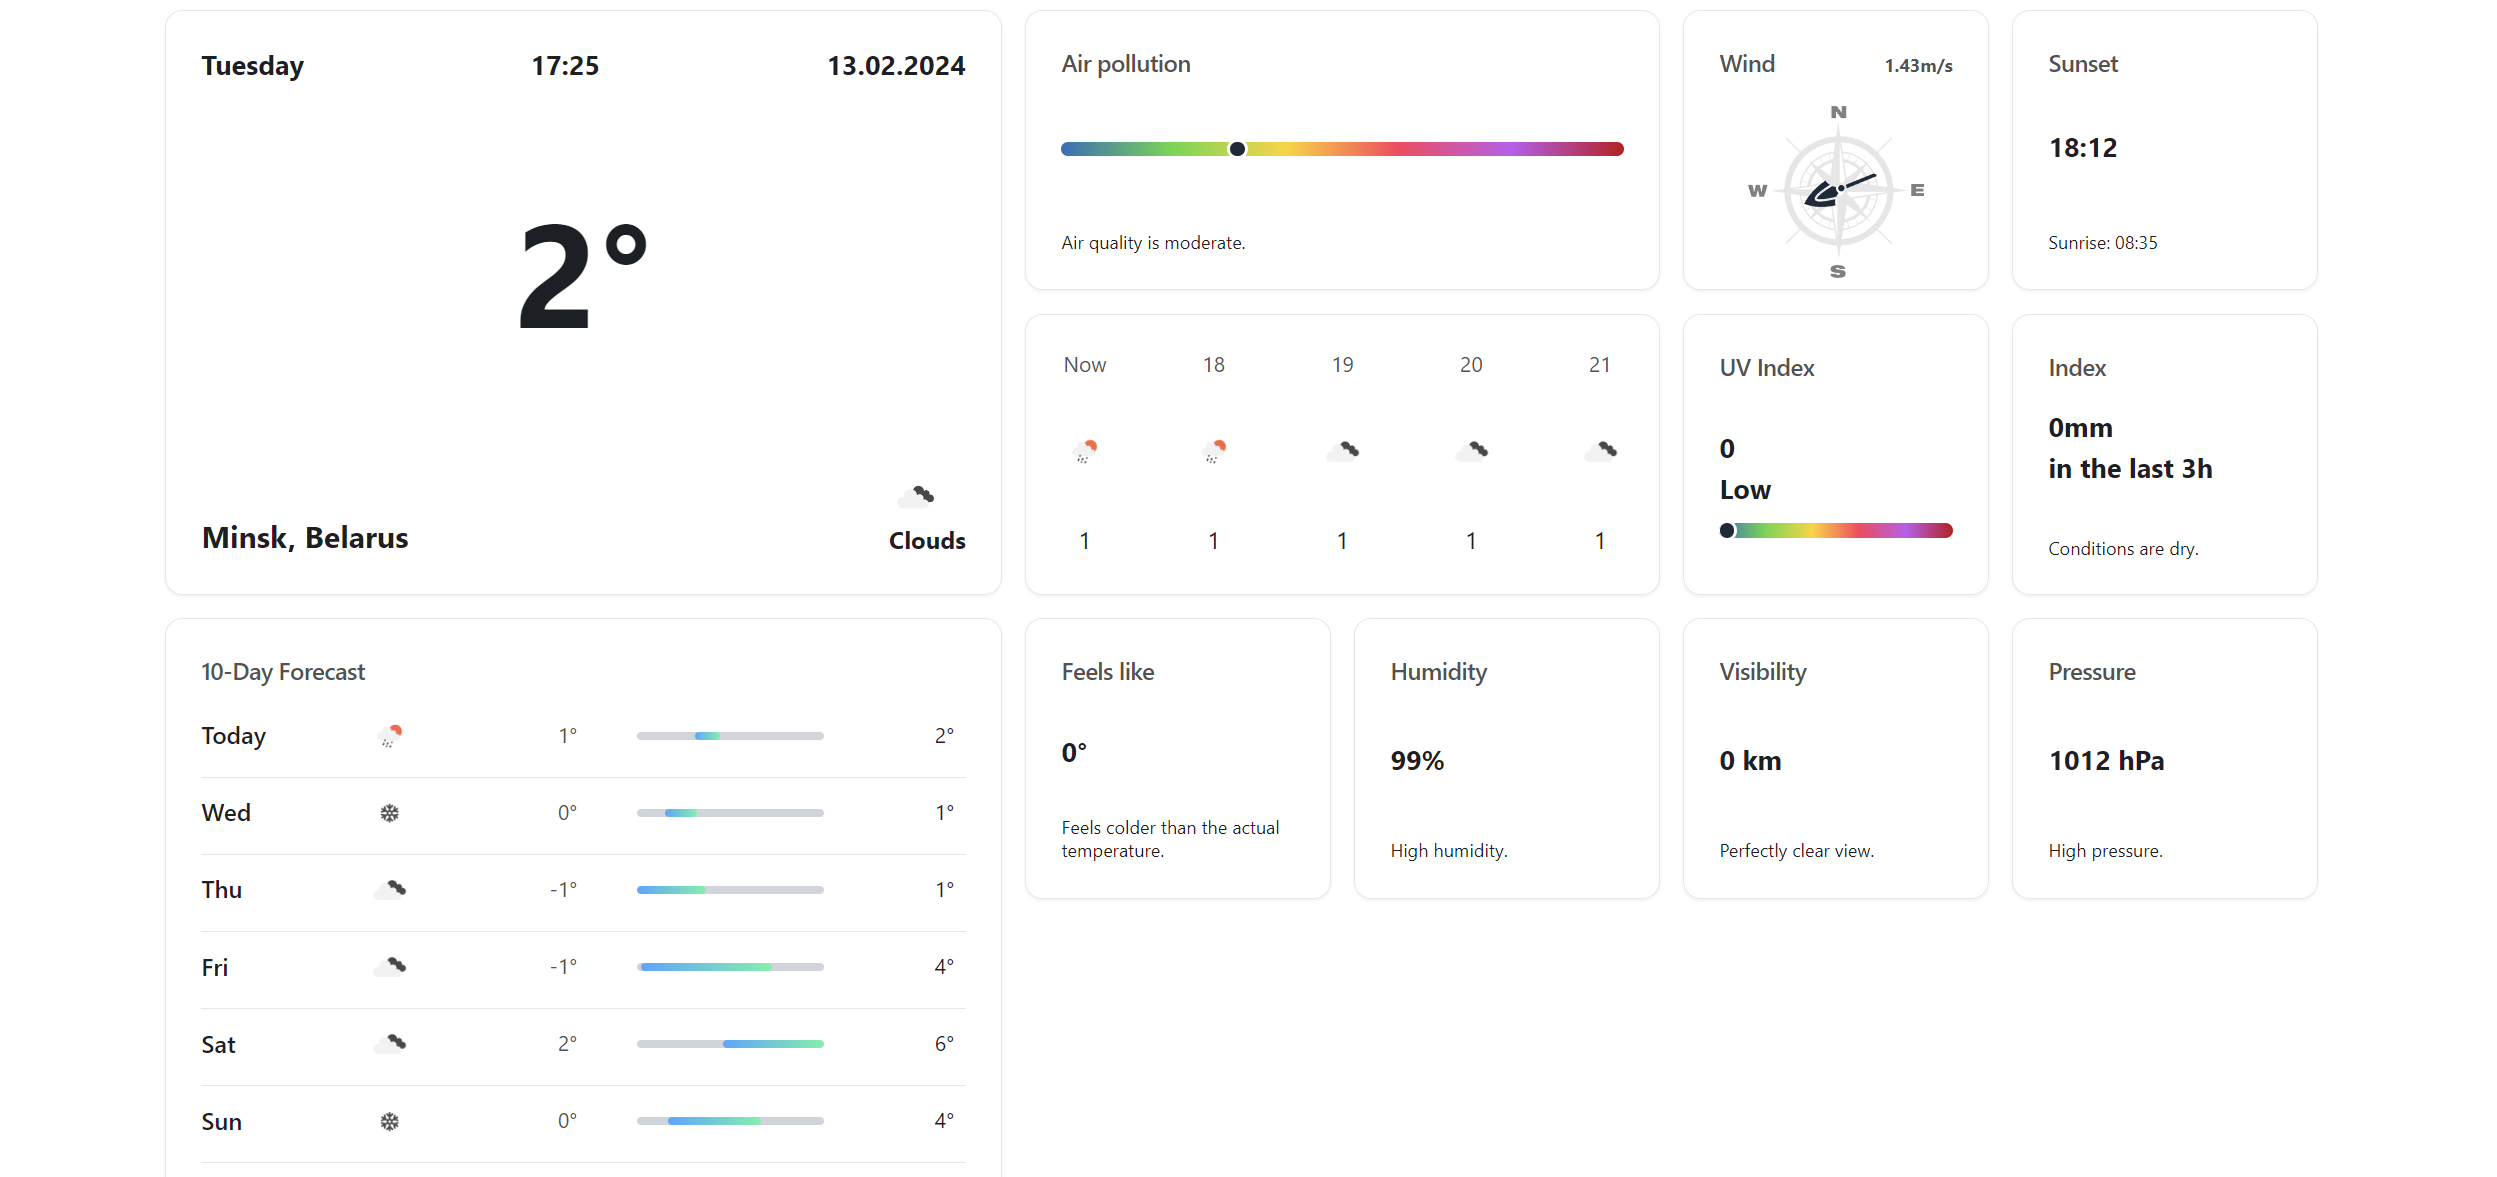 Tuesday 17:25 13.02.2024
2°
Minsk, Belarus
Clouds
Air pollution
Air quality is moderate.
Wind 1.43m/s
N
W E
S
Sunset
18:12
Sunrise: 08:35
Now 18 19 20 21
1 1 1 1 1
UV Index
0
Low
Index
0mm
in the last 3h
Conditions are dry.
10-Day Forecast
Today 1° 2°
Wed 0° 1°
Thu -1° 1°
Fri -1° 4°
Sat 2° 6°
Sun 0° 4°
Feels like
0°
Feels colder than the actual
temperature.
Humidity
99%
High humidity.
Visibility
0 km
Perfectly clear view.
Pressure
1012 hPa
High pressure.